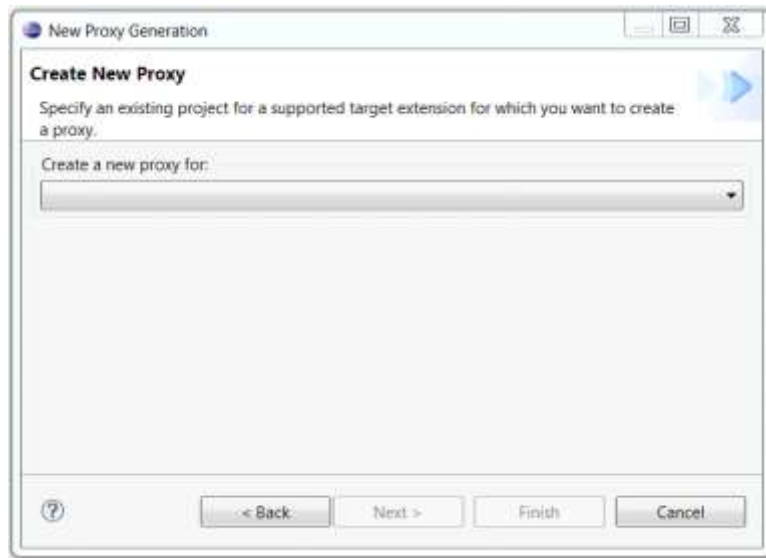 New Proxy Generation
Create New Proxy
Specify an existing project for a supported target extension for which you want to create
a proxy.
Create a new proxy for:
< Back Next > Finish Cancel